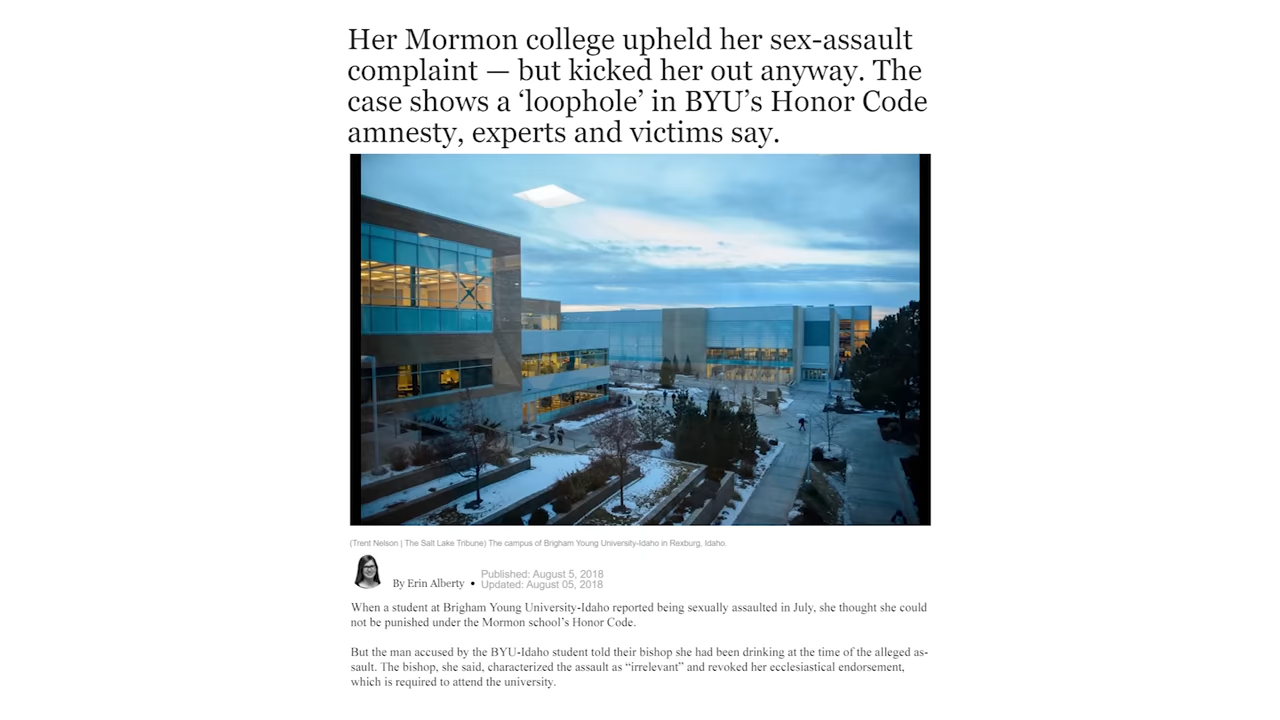 Her Mormon college upheld her sex-assault
complaint — but kicked her out anyway. The
case shows a ‘loophole’ in BYU’s Honor Code
amnesty, experts and victims say.
(Trent Nelson | The Salt Lake Tribune) The campus of Brigham Young University-Idaho in Rexburg, Idaho.
By Erin Alberty •
Published: August 5, 2018
Updated: August 05, 2018
When a student at Brigham Young University-Idaho reported being sexually assaulted in July, she thought she could
not be punished under the Mormon school’s Honor Code.
But the man accused by the BYU-Idaho student told their bishop she had been drinking at the time of the alleged as-
sault. The bishop, she said, characterized the assault as “irrelevant” and revoked her ecclesiastical endorsement,
which is required to attend the university.